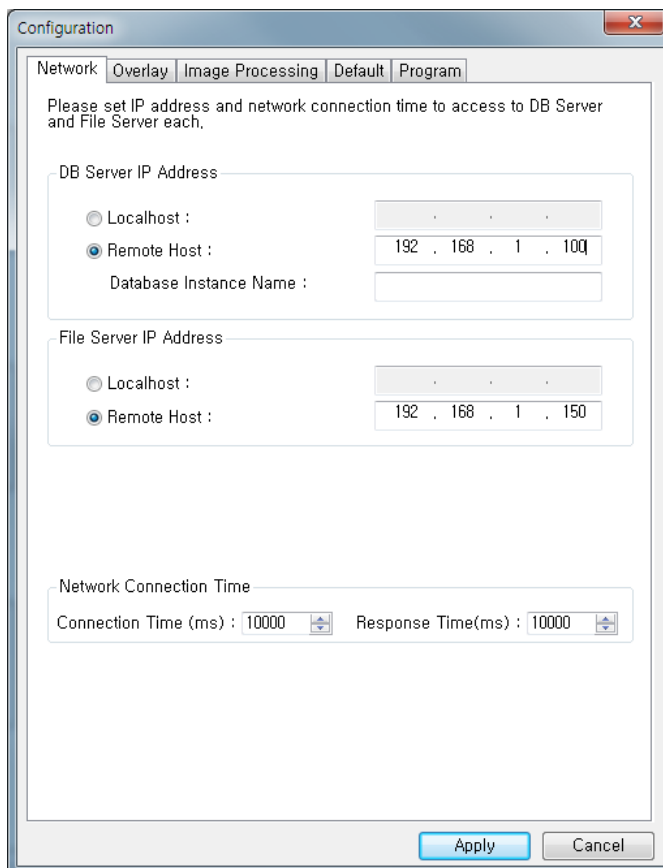 Configuration
Network Overlay Image Processing Default Program
Please set IP address and network connection time to access to DB Server
and File Server each,
DB Server IP Address
Localhost : . . .
Remote Host : 192 . 168 . 1 . 100
Database Instance Name :
File Server IP Address
Localhost : . . .
Remote Host : 192 . 168 . 1 . 150
Network Connection Time
Connection Time (ms) : 10000 Response Time(ms) : 10000
Apply Cancel